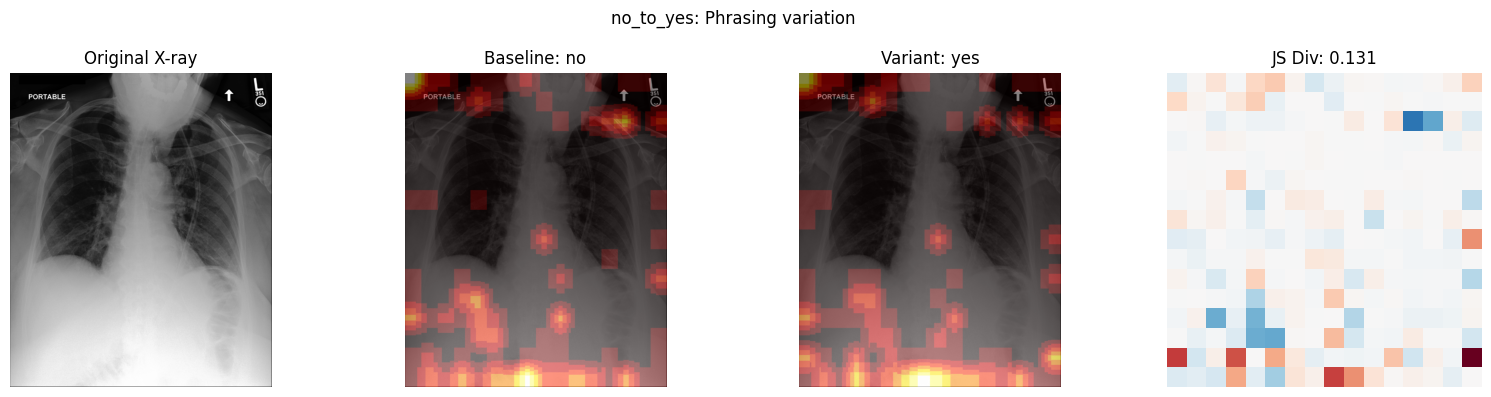 no_to_yes: Phrasing variation
Original X-ray
Baseline: no
Variant: yes
JS Div: 0.131
PORTABLE
L
PORTABLE
L
PORTABLE
L